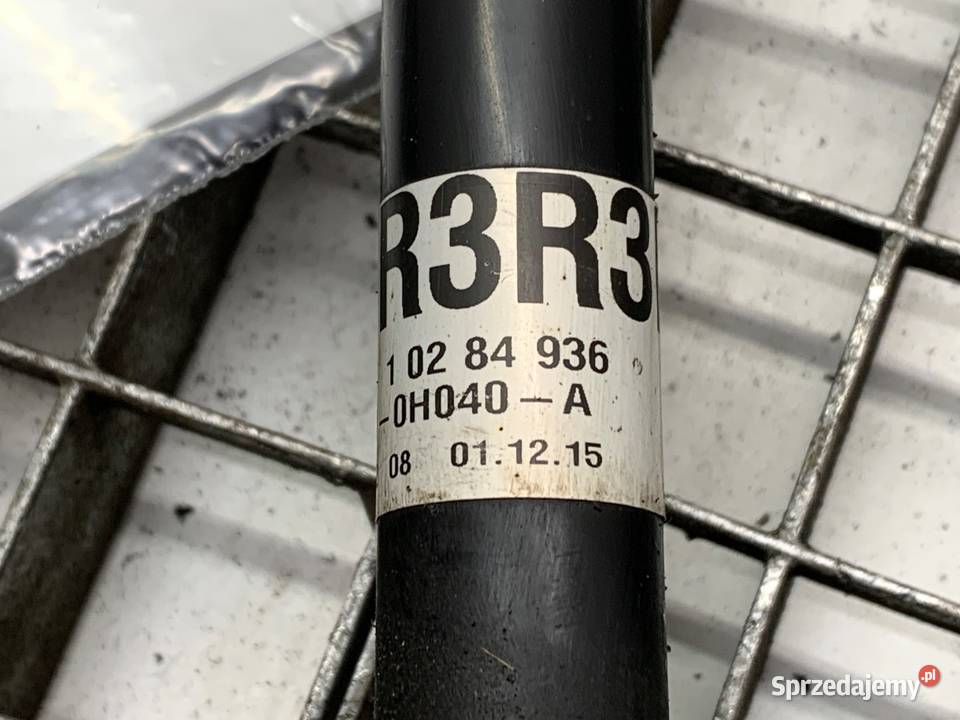 R3R3
1 02 84 936
-0H040-A
08 01.12.15
Sprzedajemy.pl